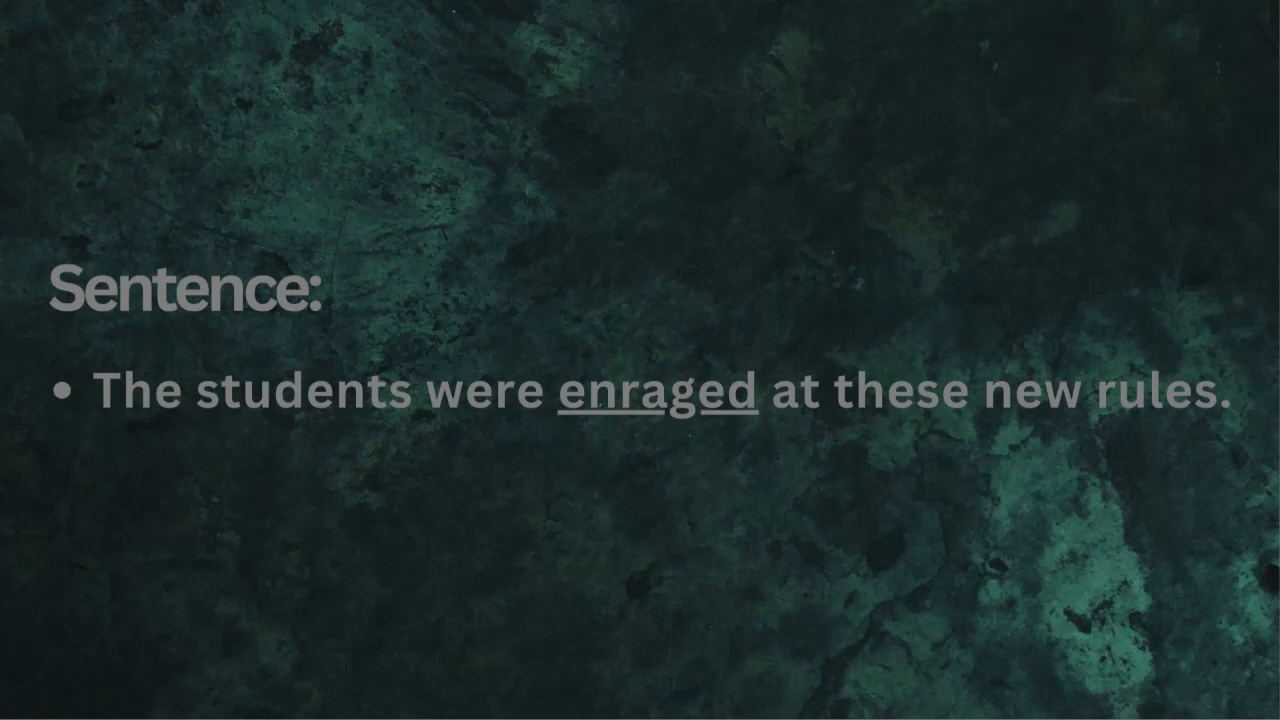 Sentence:
• The students were enraged at these new rules.